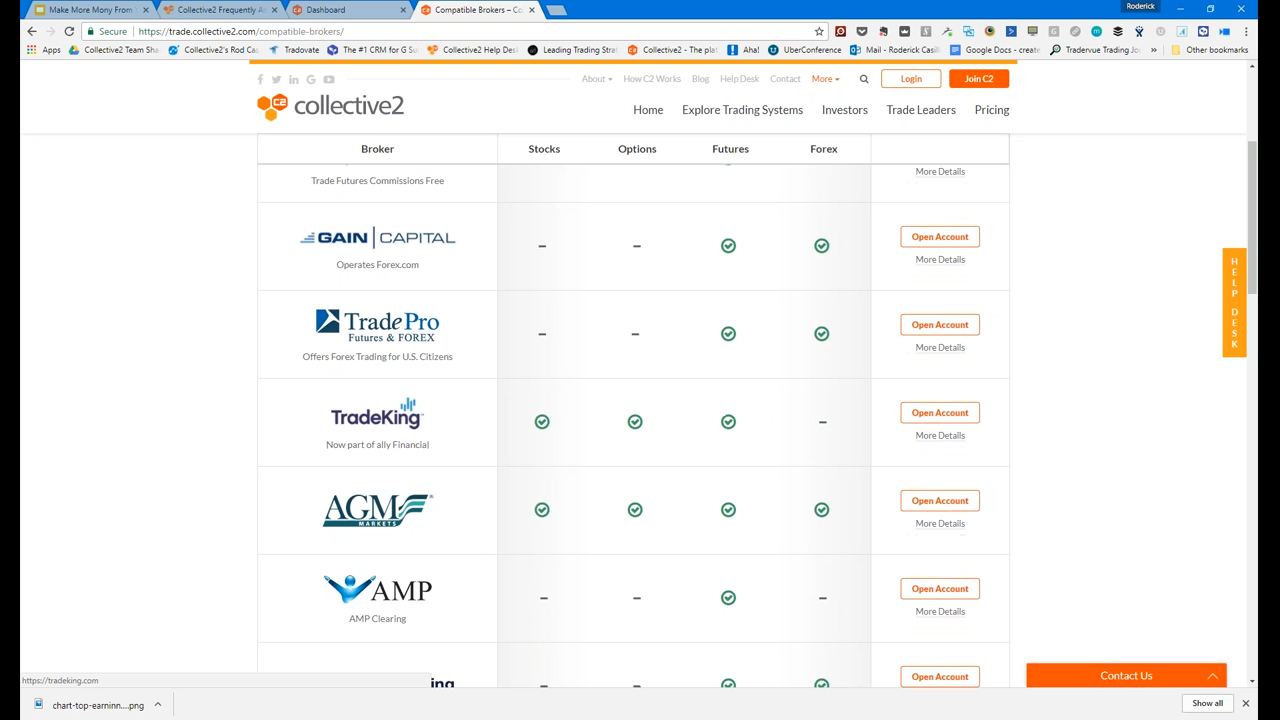 Roderick
Make More Mony From
Collective2 Frequently As
Dashboard
Compatible Brokers – Co
Secure
https://trade.collective2.com/compatible-brokers/
Apps
Collective2 Team Sha
Collective2's Rod Cas
Tradovate
The #1 CRM for G Su
Collective2 Help Des
Leading Trading Strat
Collective2 - The plat
Aha!
UberConference
Mail - Roderick Casil
Google Docs - create
Tradervue Trading Jo
Other bookmarks
About
How C2 Works
Blog
Help Desk
Contact
More
Login
Join C2
C2 collective2
Home
Explore Trading Systems
Investors
Trade Leaders
Pricing
Broker
Stocks
Options
Futures
Forex
Trade Futures Commissions Free
More Details
GAIN CAPITAL
Operates Forex.com
– –
Open Account
More Details
TradePro
Futures & FOREX
Offers Forex Trading for U.S. Citizens
– –
Open Account
More Details
TradeKing
Now part of ally Financial
–
Open Account
More Details
AGM
MARKETS
Open Account
More Details
AMP
AMP Clearing
– – –
Open Account
More Details
ing
– –
Open Account
HELP DESK
Contact Us
https://tradeking.com
chart-top-earninn....png
Show all